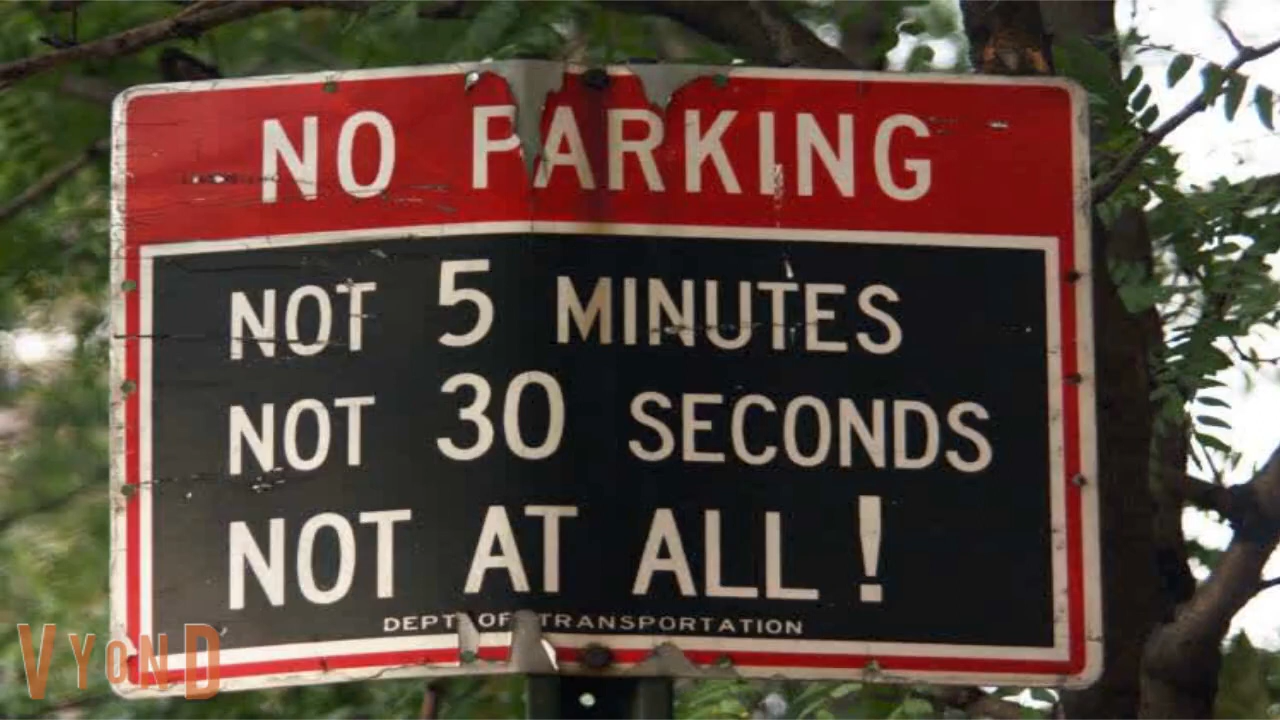 NO PARKING
NOT 5 MINUTES
NOT 30 SECONDS
NOT AT ALL!
DEPT OF TRANSPORTATION
VYOND